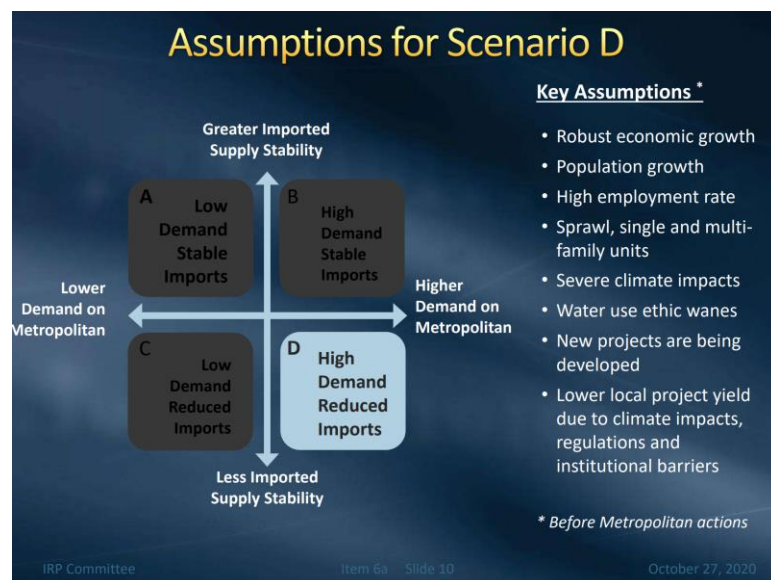 Assumptions for Scenario D
Greater Imported
Supply Stability
A
Low
Demand
Stable
Imports
B
High
Demand
Stable
Imports
Lower
Demand on
Metropolitan
Higher
Demand on
Metropolitan
C
Low
Demand
Reduced
Imports
D
High
Demand
Reduced
Imports
Less Imported
Supply Stability
Key Assumptions *
• Robust economic growth
• Population growth
• High employment rate
• Sprawl, single and multi-
family units
• Severe climate impacts
• Water use ethic wanes
• New projects are being
developed
• Lower local project yield
due to climate impacts,
regulations and
institutional barriers
* Before Metropolitan actions
IRP Committee
Item 6a Slide 10
October 27, 2020